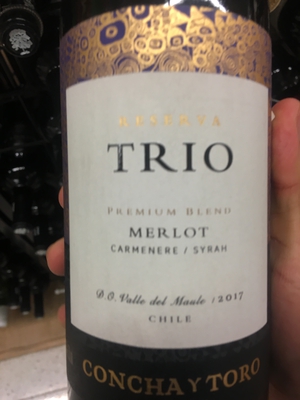 RESERVA
TRIO
PREMIUM BLEND
MERLOT
CARMENERE / SYRAH
D.O. Valle del Maule / 2017
CHILE
CONCHA Y TORO